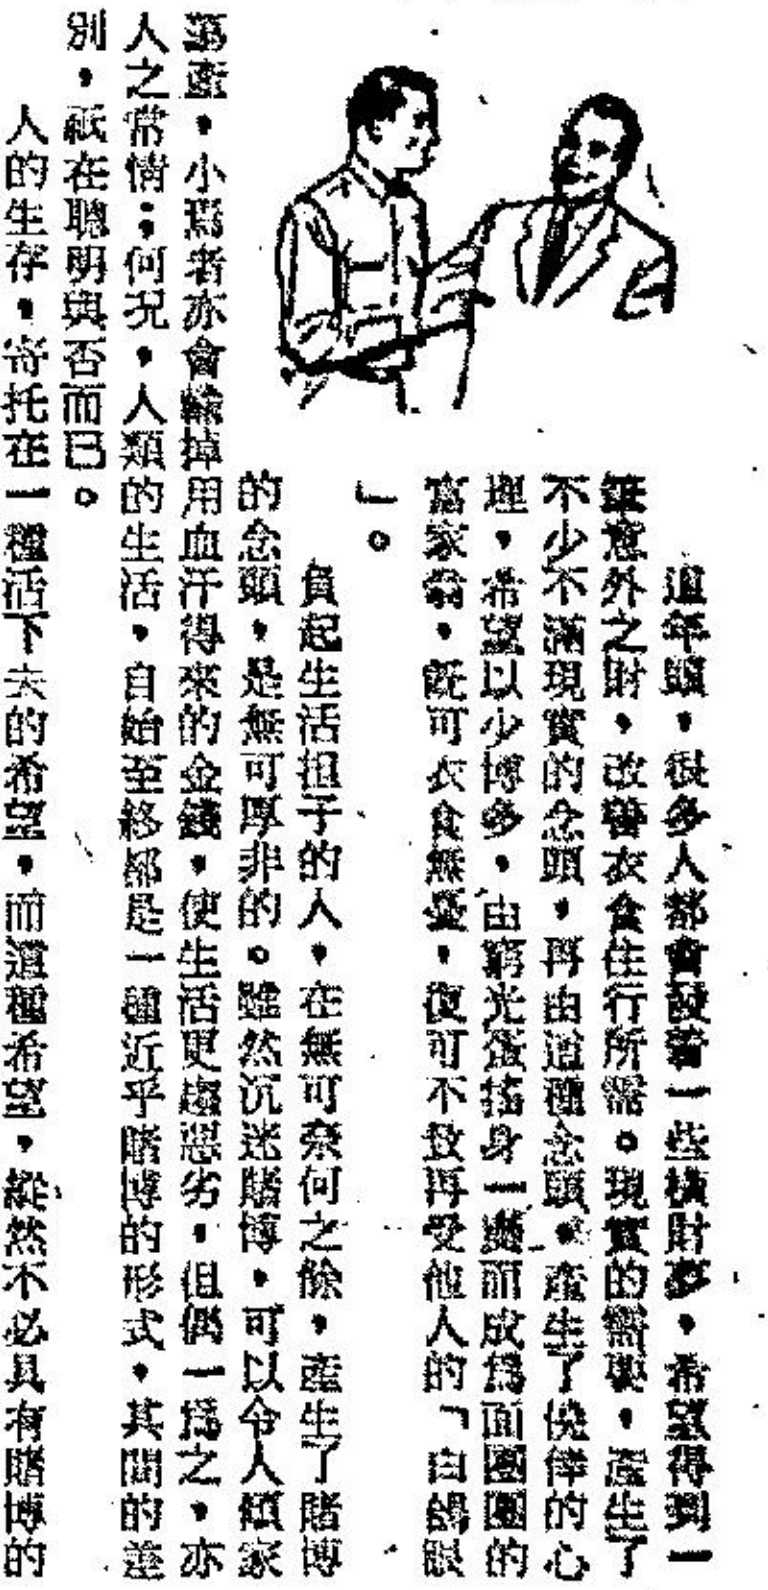 這年頭，很多人都會發着一些橫財夢，希望得到一
筆意外之財，改善衣食住行所需。現實的需要，產生了
不少不滿現實的念頭，再由這種念頭，產生了僥倖的心
理，希望以少博多，由窮光蛋搖身一變而成爲面團團的
富家翁，旣可衣食無憂，復可不致再受他人的「白鴿眼
」。
負起生活担子的人，在無可奈何之餘，產生了賭博
的念頭，是無可厚非的。雖然沉迷賭博，可以令人傾家
蕩產，小焉者亦會輸掉用血汗得來的金錢，使生活更趨惡劣，但偶一爲之，亦
人之常情；何況，人類的生活，自始至終都是一種近乎賭博的形式，其間的差
別，祇在聰明與否而已。
人的生存，寄托在一種活下去的希望，而這種希望，縱然不必具有賭博的